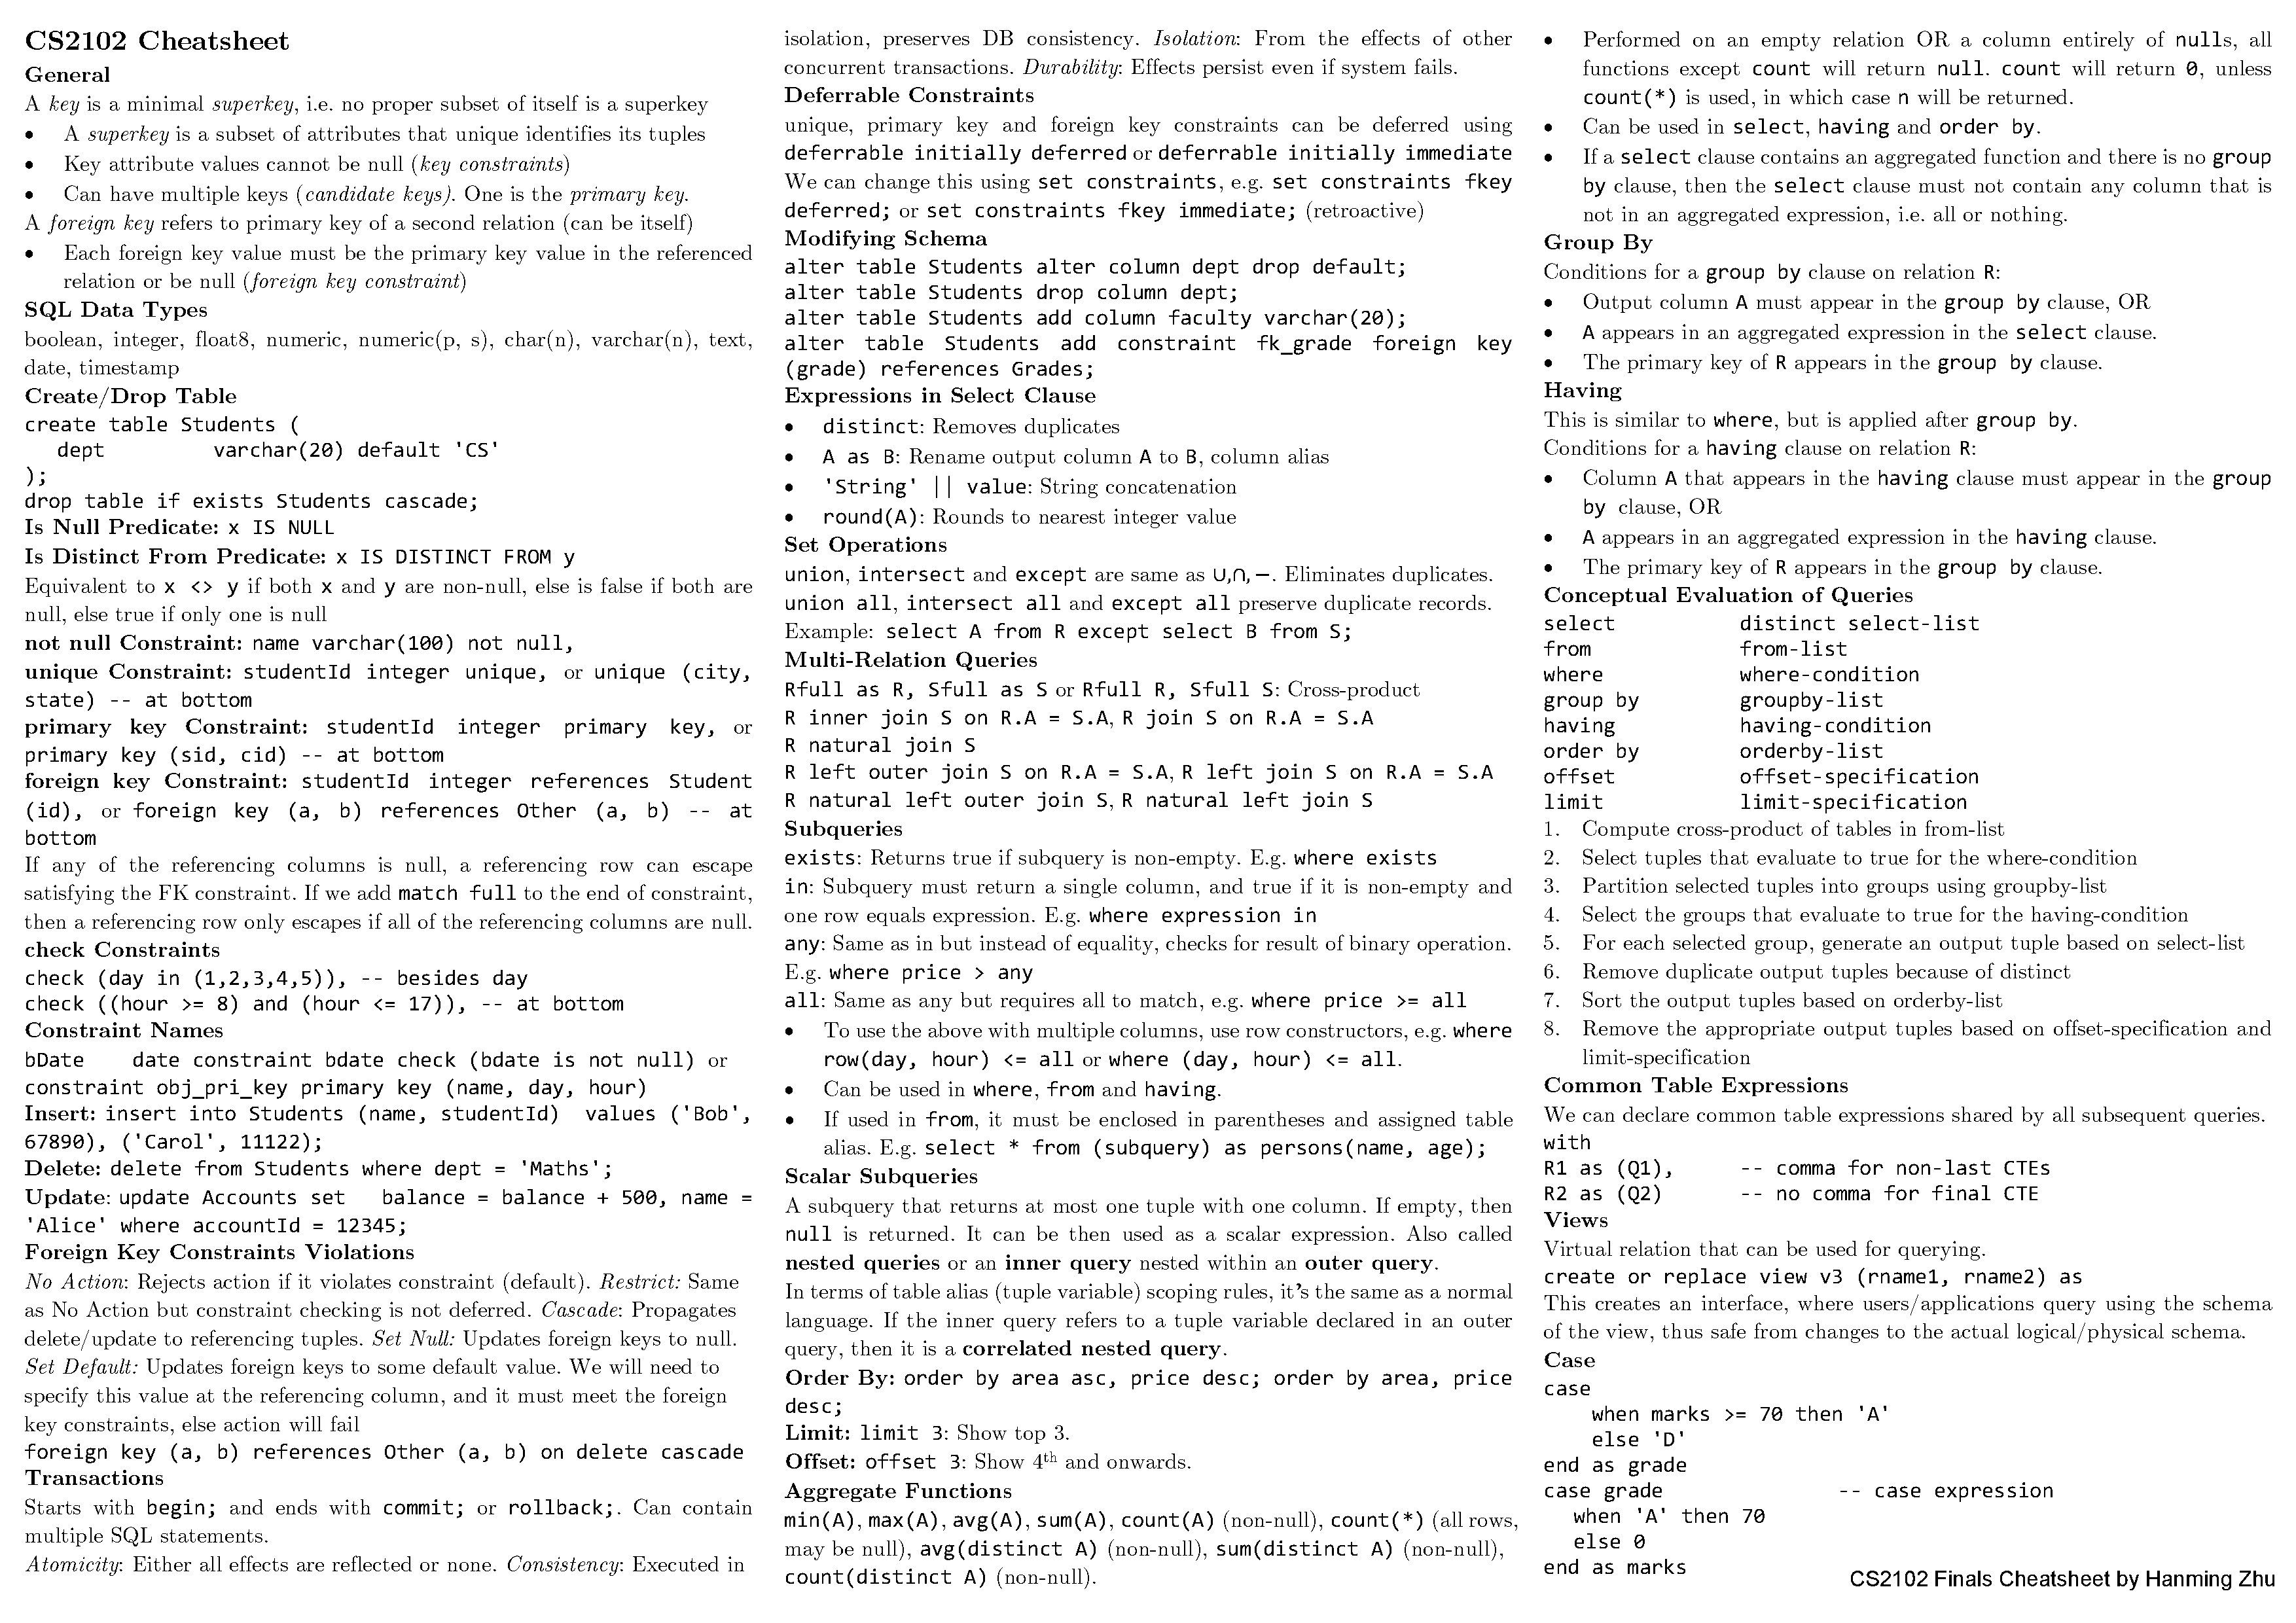 CS2102 Cheatsheet
General
A key is a minimal superkey, i.e. no proper subset of itself is a superkey
• A superkey is a subset of attributes that unique identifies its tuples
• Key attribute values cannot be null (key constraints)
• Can have multiple keys (candidate keys). One is the primary key.
A foreign key refers to primary key of a second relation (can be itself)
• Each foreign key value must be the primary key value in the referenced
relation or be null (foreign key constraint)
SQL Data Types
boolean, integer, float8, numeric, numeric(p, s), char(n), varchar(n), text,
date, timestamp
Create/Drop Table
create table Students (
dept varchar(20) default 'CS'
);
drop table if exists Students cascade;
Is Null Predicate: x IS NULL
Is Distinct From Predicate: x IS DISTINCT FROM y
Equivalent to x <> y if both x and y are non-null, else is false if both are
null, else true if only one is null
not null Constraint: name varchar(100) not null,
unique Constraint: studentId integer unique, or unique (city,
state) -- at bottom
primary key Constraint: studentId integer primary key, or
primary key (sid, cid) -- at bottom
foreign key Constraint: studentId integer references Student
(id), or foreign key (a, b) references Other (a, b) -- at
bottom
If any of the referencing columns is null, a referencing row can escape
satisfying the FK constraint. If we add match full to the end of constraint,
then a referencing row only escapes if all of the referencing columns are null.
check Constraints
check (day in (1,2,3,4,5)), -- besides day
check ((hour >= 8) and (hour <= 17)), -- at bottom
Constraint Names
bDate date constraint bdate check (bdate is not null) or
constraint obj_pri_key primary key (name, day, hour)
Insert: insert into Students (name, studentId) values ('Bob',
67890), ('Carol', 11122);
Delete: delete from Students where dept = 'Maths';
Update: update Accounts set balance = balance + 500, name =
'Alice' where accountId = 12345;
Foreign Key Constraints Violations
No Action: Rejects action if it violates constraint (default). Restrict: Same
as No Action but constraint checking is not deferred. Cascade: Propagates
delete/update to referencing tuples. Set Null: Updates foreign keys to null.
Set Default: Updates foreign keys to some default value. We will need to
specify this value at the referencing column, and it must meet the foreign
key constraints, else action will fail
foreign key (a, b) references Other (a, b) on delete cascade
Transactions
Starts with begin; and ends with commit; or rollback;. Can contain
multiple SQL statements.
Atomicity: Either all effects are reflected or none. Consistency: Executed in
isolation, preserves DB consistency. Isolation: From the effects of other
concurrent transactions. Durability: Effects persist even if system fails.
Deferrable Constraints
unique, primary key and foreign key constraints can be deferred using
deferrable initially deferred or deferrable initially immediate
We can change this using set constraints, e.g. set constraints fkey
deferred; or set constraints fkey immediate; (retroactive)
Modifying Schema
alter table Students alter column dept drop default;
alter table Students drop column dept;
alter table Students add column faculty varchar(20);
alter table Students add constraint fk_grade foreign key
(grade) references Grades;
Expressions in Select Clause
• distinct: Removes duplicates
• A as B: Rename output column A to B, column alias
• 'String' || value: String concatenation
• round(A): Rounds to nearest integer value
Set Operations
union, intersect and except are same as ∪,∩,−. Eliminates duplicates.
union all, intersect all and except all preserve duplicate records.
Example: select A from R except select B from S;
Multi-Relation Queries
Rfull as R, Sfull as S or Rfull R, Sfull S: Cross-product
R inner join S on R.A = S.A, R join S on R.A = S.A
R natural join S
R left outer join S on R.A = S.A, R left join S on R.A = S.A
R natural left outer join S, R natural left join S
Subqueries
exists: Returns true if subquery is non-empty. E.g. where exists
in: Subquery must return a single column, and true if it is non-empty and
one row equals expression. E.g. where expression in
any: Same as in but instead of equality, checks for result of binary operation.
E.g. where price > any
all: Same as any but requires all to match, e.g. where price >= all
• To use the above with multiple columns, use row constructors, e.g. where
row(day, hour) <= all or where (day, hour) <= all.
• Can be used in where, from and having.
• If used in from, it must be enclosed in parentheses and assigned table
alias. E.g. select * from (subquery) as persons(name, age);
Scalar Subqueries
A subquery that returns at most one tuple with one column. If empty, then
null is returned. It can be then used as a scalar expression. Also called
nested queries or an inner query nested within an outer query.
In terms of table alias (tuple variable) scoping rules, it's the same as a normal
language. If the inner query refers to a tuple variable declared in an outer
query, then it is a correlated nested query.
Order By: order by area asc, price desc; order by area, price
desc;
Limit: limit 3: Show top 3.
Offset: offset 3: Show 4th and onwards.
Aggregate Functions
min(A), max(A), avg(A), sum(A), count(A) (non-null), count(*) (all rows,
may be null), avg(distinct A) (non-null), sum(distinct A) (non-null),
count(distinct A) (non-null).
• Performed on an empty relation OR a column entirely of nulls, all
functions except count will return null. count will return 0, unless
count(*) is used, in which case n will be returned.
• Can be used in select, having and order by.
• If a select clause contains an aggregated function and there is no group
by clause, then the select clause must not contain any column that is
not in an aggregated expression, i.e. all or nothing.
Group By
Conditions for a group by clause on relation R:
• Output column A must appear in the group by clause, OR
• A appears in an aggregated expression in the select clause.
• The primary key of R appears in the group by clause.
Having
This is similar to where, but is applied after group by.
Conditions for a having clause on relation R:
• Column A that appears in the having clause must appear in the group
by clause, OR
• A appears in an aggregated expression in the having clause.
• The primary key of R appears in the group by clause.
Conceptual Evaluation of Queries
select distinct select-list
from from-list
where where-condition
group by groupby-list
having having-condition
order by orderby-list
offset offset-specification
limit limit-specification
1. Compute cross-product of tables in from-list
2. Select tuples that evaluate to true for the where-condition
3. Partition selected tuples into groups using groupby-list
4. Select the groups that evaluate to true for the having-condition
5. For each selected group, generate an output tuple based on select-list
6. Remove duplicate output tuples because of distinct
7. Sort the output tuples based on orderby-list
8. Remove the appropriate output tuples based on offset-specification and
limit-specification
Common Table Expressions
We can declare common table expressions shared by all subsequent queries.
with
R1 as (Q1), -- comma for non-last CTEs
R2 as (Q2) -- no comma for final CTE
Views
Virtual relation that can be used for querying.
create or replace view v3 (rname1, rname2) as
This creates an interface, where users/applications query using the schema
of the view, thus safe from changes to the actual logical/physical schema.
Case
case
when marks >= 70 then 'A'
else 'D'
end as grade
case grade -- case expression
when 'A' then 70
else 0
end as marks
CS2102 Finals Cheatsheet by Hanming Zhu